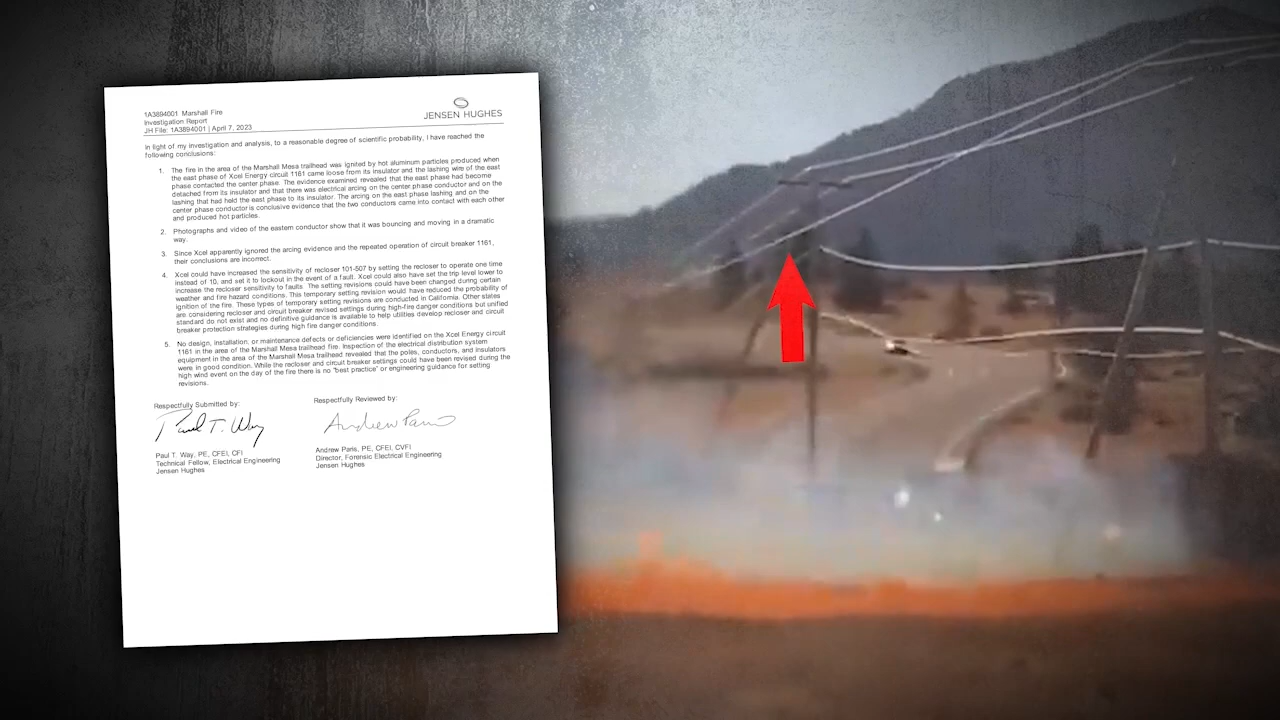 1A3894001 Marshall Fire
Investigation Report
JH File: 1A3894001 | April 7, 2023
JENSEN HUGHES
In light of my investigation and analysis, to a reasonable degree of scientific probability, I have reached the
following conclusions:
1. The fire in the area of the Marshall Mesa trailhead was ignited by hot aluminum particles produced when
the east phase of Xcel Energy circuit 1161 came loose from its insulator and the lashing wire of the east
phase contacted the center phase. The evidence examined revealed that the east phase had become
detached from its insulator and that there was electrical arcing on the center phase conductor and on the
lashing that had held the east phase to its insulator. The arcing on the east phase lashing and on the
center phase conductor is conclusive evidence that the two conductors came into contact with each other
and produced hot particles.
2. Photographs and video of the eastern conductor show that it was bouncing and moving in a dramatic
way.
3. Since Xcel apparently ignored the arcing evidence and the repeated operation of circuit breaker 1161,
their conclusions are incorrect.
4. Xcel could have increased the sensitivity of recloser 101-507 by setting the recloser to operate one time
instead of 10, and set it to lockout in the event of a fault. Xcel could also have set the trip level lower to
increase the recloser sensitivity to faults. The setting revisions could have been changed during certain
weather and fire hazard conditions. This temporary setting revision would have reduced the probability of
ignition of the fire. These types of temporary setting revisions are conducted in California. Other states
are considering recloser and circuit breaker revised settings during high-fire danger conditions but unified
standard do not exist and no definitive guidance is available to help utilities develop recloser and circuit
breaker protection strategies during high fire danger conditions.
5. No design, installation, or maintenance defects or deficiencies were identified on the Xcel Energy circuit
1161 in the area of the Marshall Mesa trailhead fire. Inspection of the electrical distribution system
equipment in the area of the Marshall Mesa trailhead revealed that the poles, conductors, and insulators
were in good condition. While the recloser and circuit breaker settings could have been revised during the
high wind event on the day of the fire there is no "best practice" or engineering guidance for setting
revisions.
Respectfully Submitted by:
Respectfully Reviewed by:
Paul T. Way
Andrew Paris
Paul T. Way, PE, CFEI, CFI
Technical Fellow, Electrical Engineering
Jensen Hughes
Andrew Paris, PE, CFEI, CVFI
Director, Forensic Electrical Engineering
Jensen Hughes